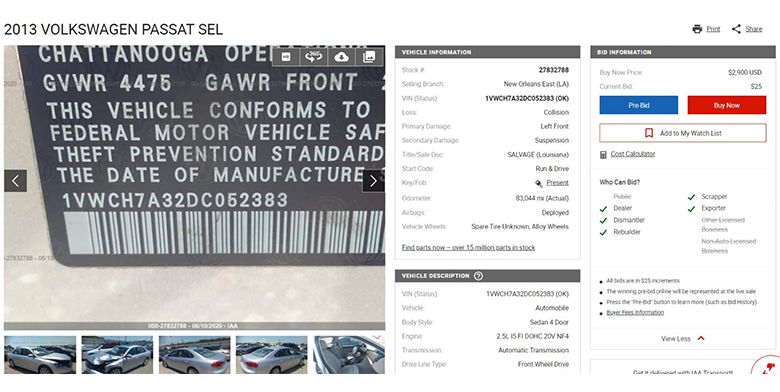 2013 VOLKSWAGEN PASSAT SEL
Print
Share
CHATTANOOGA OPE
GVWR 4475 GAWR FRONT 2
THIS VEHICLE CONFORMS TO
FEDERAL MOTOR VEHICLE SAF
THEFT PREVENTION STANDARD
THE DATE OF MANUFACTURE
1VWCH7A32DC052383
HD
360°
000-27832788 - 06/10/2020 - IAA
VEHICLE INFORMATION
Stock #: 27832788
Selling Branch: New Orleans East (LA)
VIN (Status): 1VWCH7A32DC052383 (OK)
Loss: Collision
Primary Damage: Left Front
Secondary Damage: Suspension
Title/Sale Doc: SALVAGE (Louisiana)
Start Code: Run & Drive
Key/Fob: Present
Odometer: 83,044 mi (Actual)
Airbags: Deployed
Vehicle Wheels: Spare Tire Unknown, Alloy Wheels
Find parts now – over 15 million parts in stock
VEHICLE DESCRIPTION ?
VIN (Status): 1VWCH7A32DC052383 (OK)
Vehicle: Automobile
Body Style: Sedan 4 Door
Engine: 2.5L I5 FI DOHC 20V NF4
Transmission: Automatic Transmission
Drive Line Type: Front Wheel Drive
BID INFORMATION
Buy Now Price: $2,900 USD
Current Bid: $25
Pre-Bid
Buy Now
Add to My Watch List
Cost Calculator
Who Can Bid?
Public
Dealer
Dismantler
Rebuilder
Scrapper
Exporter
Other Licensed
Business
Non-Auto Licensed
Business
All bids are in $25 increments
The winning pre-bid online will be represented at the live sale
Press the "Pre-Bid" button to learn more (such as Bid History)
Buyer Fees Information
View Less
Get it delivered with IAA Transport!